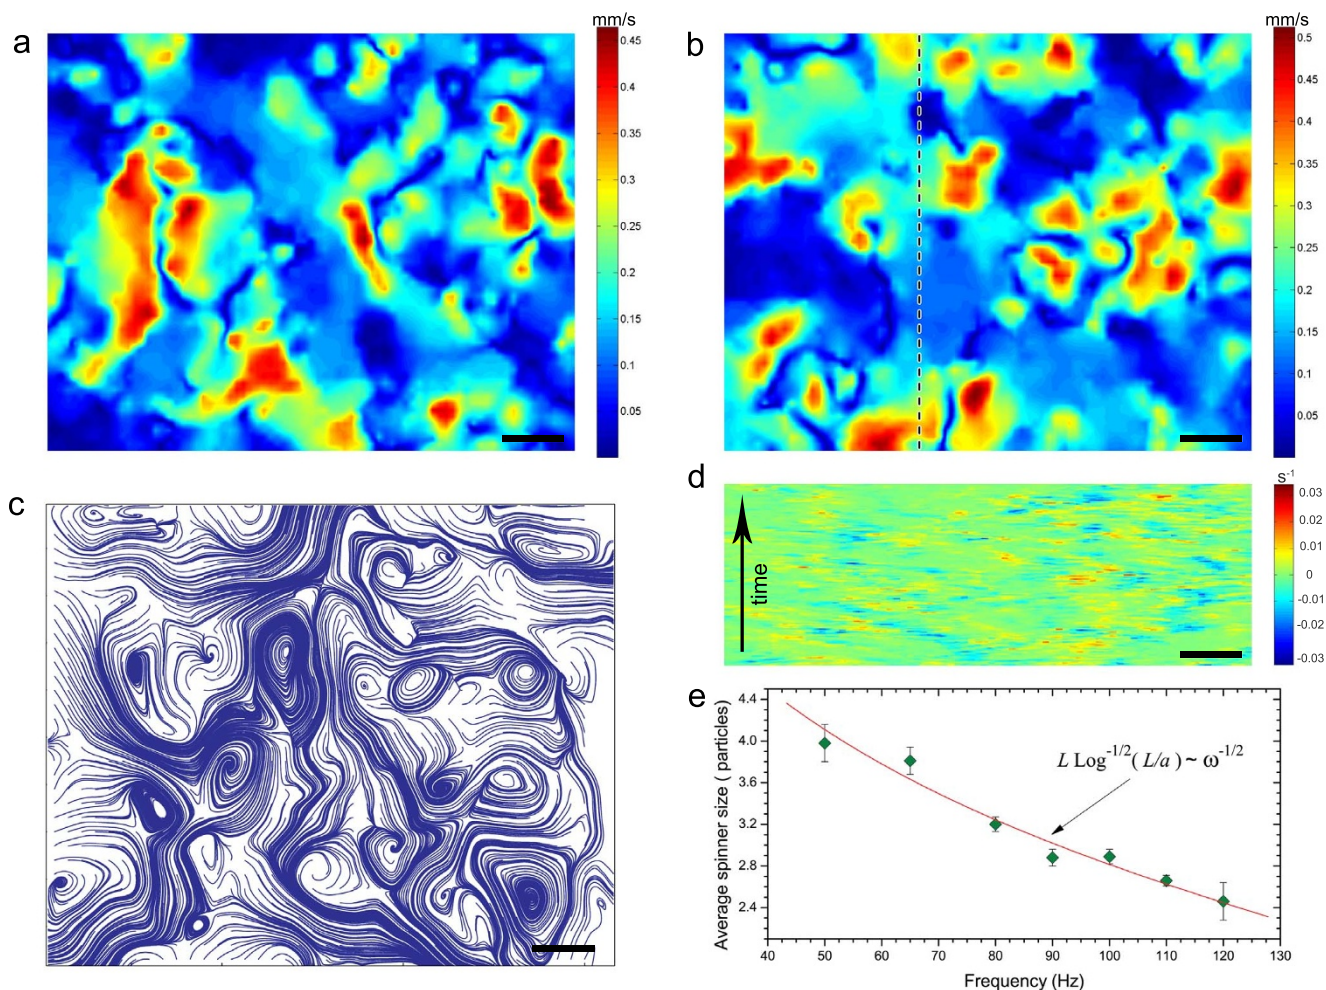 a
mm/s
0.45
0.4
0.35
0.3
0.25
0.2
0.15
0.1
0.05
b
mm/s
0.5
0.45
0.4
0.35
0.3
0.25
0.2
0.15
0.1
0.05
c
d
time
s⁻¹
0.03
0.02
0.01
0
-0.01
-0.02
-0.03
e
Average spinner size ( particles)
4.4
4.0
3.6
3.2
2.8
2.4
L Log⁻¹/²( L/a ) ~ ω⁻¹/²
40 50 60 70 80 90 100 110 120 130
Frequency (Hz)